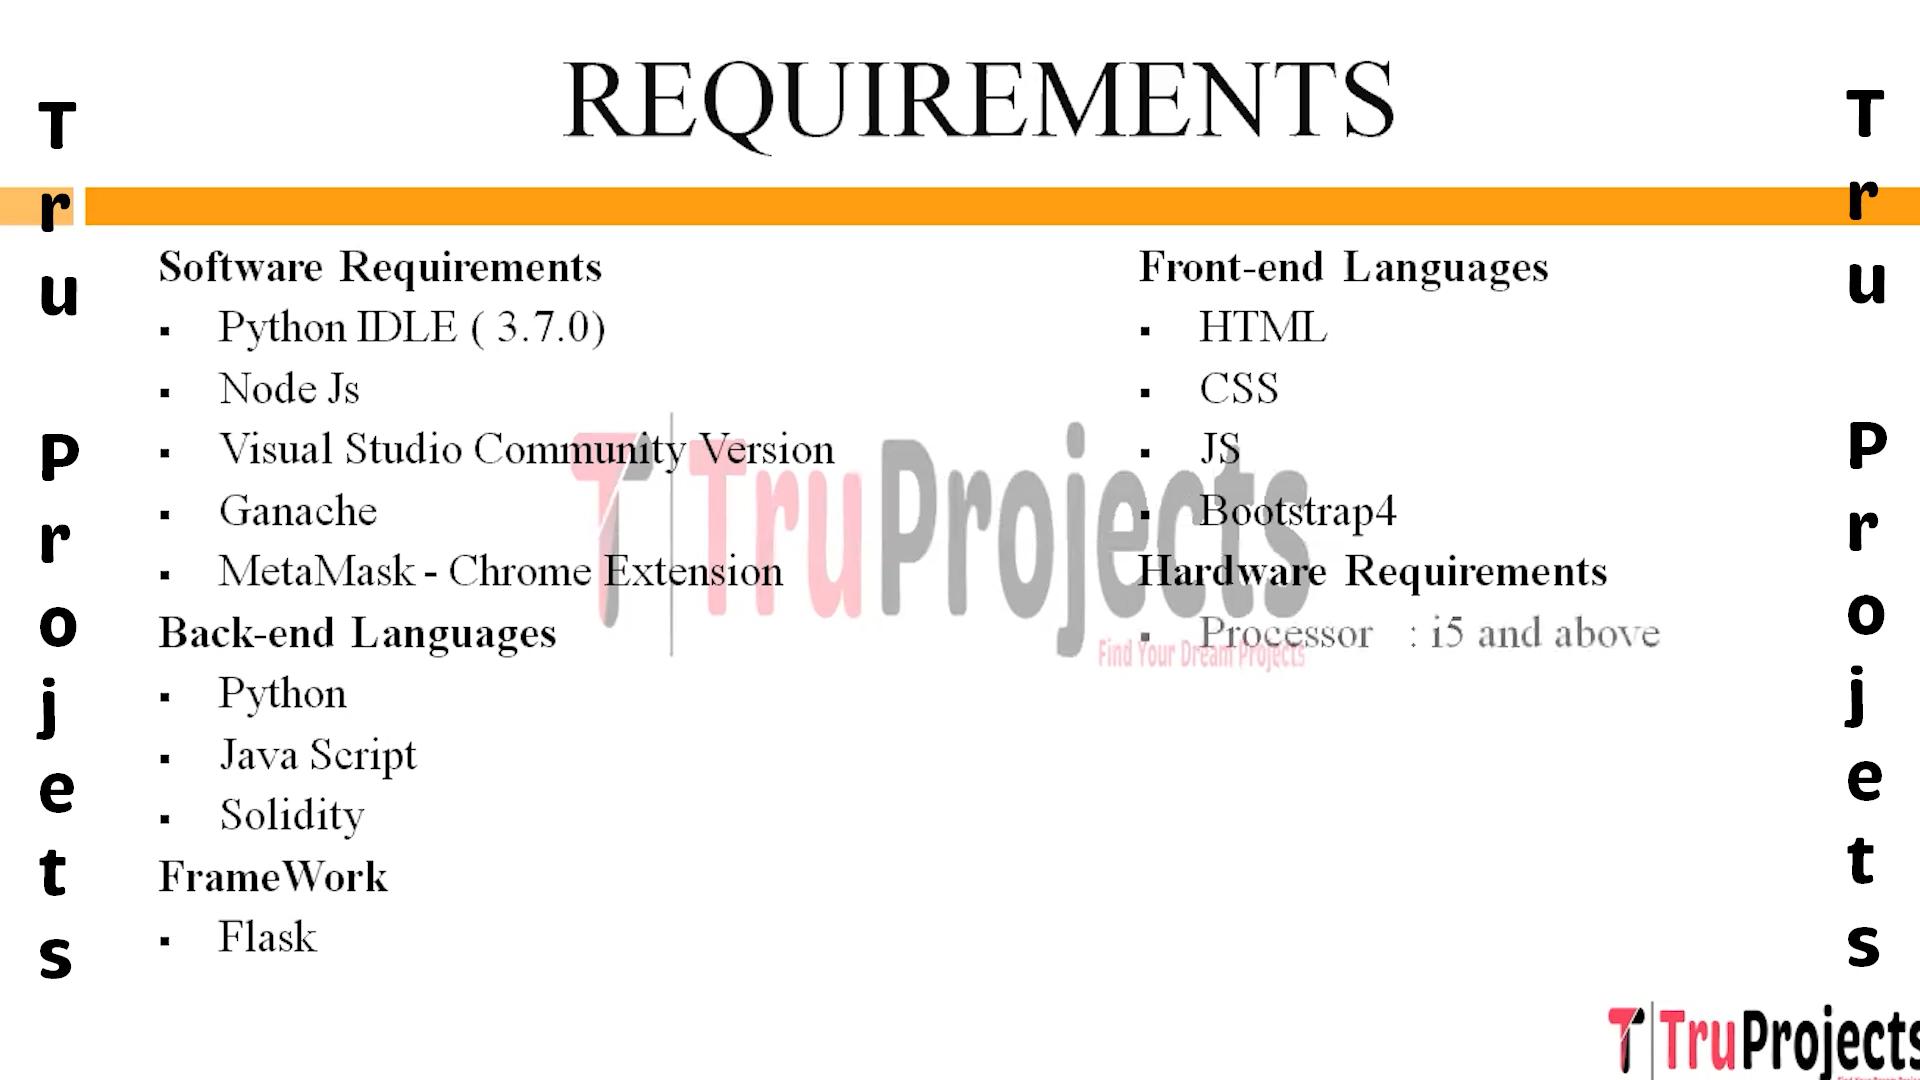 REQUIREMENTS
Software Requirements
Python IDLE ( 3.7.0)
Node Js
Visual Studio Community Version
Ganache
MetaMask - Chrome Extension
Back-end Languages
Python
Java Script
Solidity
FrameWork
Flask
Front-end Languages
HTML
CSS
JS
Bootstrap4
Hardware Requirements
Processor : i5 and above
Tru Projets
Tru Projets
TruProjects
Find Your Dream Projects
TruProjects